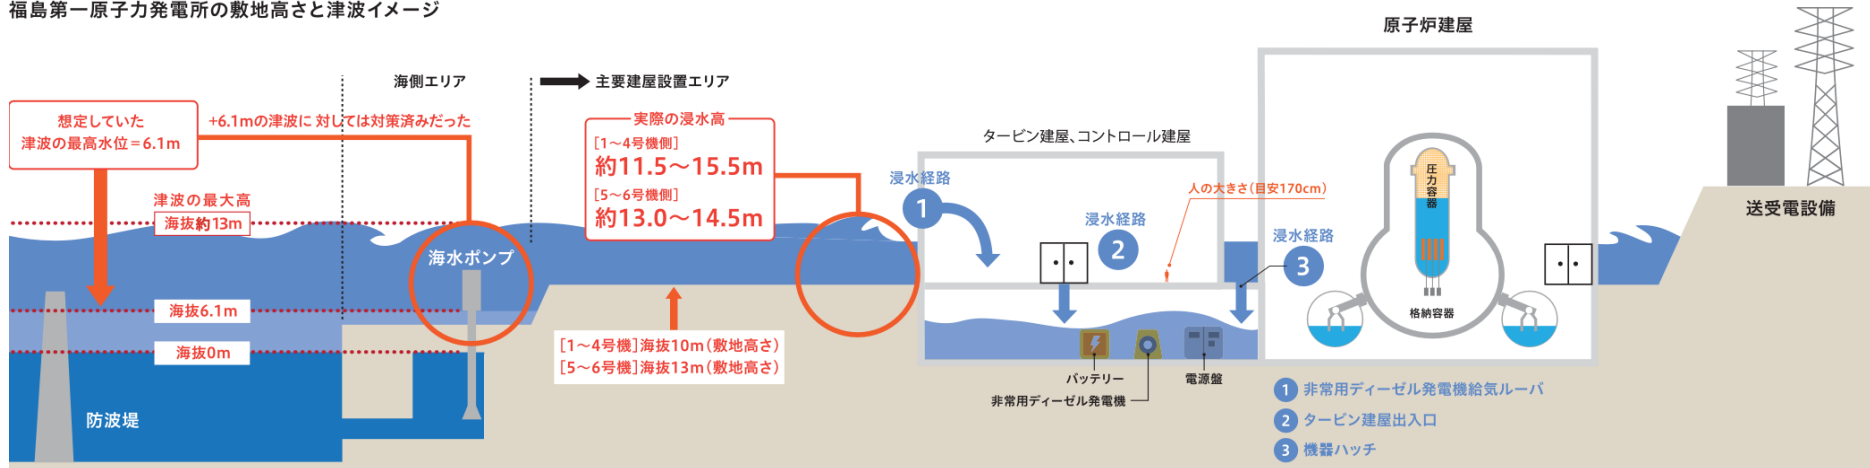 福島第一原子力発電所の敷地高さと津波イメージ
海側エリア
主要建屋設置エリア
想定していた
津波の最高水位=6.1m
+6.1mの津波に 対しては対策済みだった
津波の最大高
海抜約13m
海水ポンプ
海抜6.1m
海抜0m
防波堤
実際の浸水高
[1〜4号機側]
約11.5〜15.5m
[5〜6号機側]
約13.0〜14.5m
[1〜4号機]海抜10m(敷地高さ)
[5〜6号機]海抜13m(敷地高さ)
タービン建屋、コントロール建屋
浸水経路
1
浸水経路
2
人の大きさ(目安170cm)
浸水経路
3
バッテリー
非常用ディーゼル発電機
電源盤
原子炉建屋
圧力容器
格納容器
送受電設備
1 非常用ディーゼル発電機給気ルーバ
2 タービン建屋出入口
3 機器ハッチ